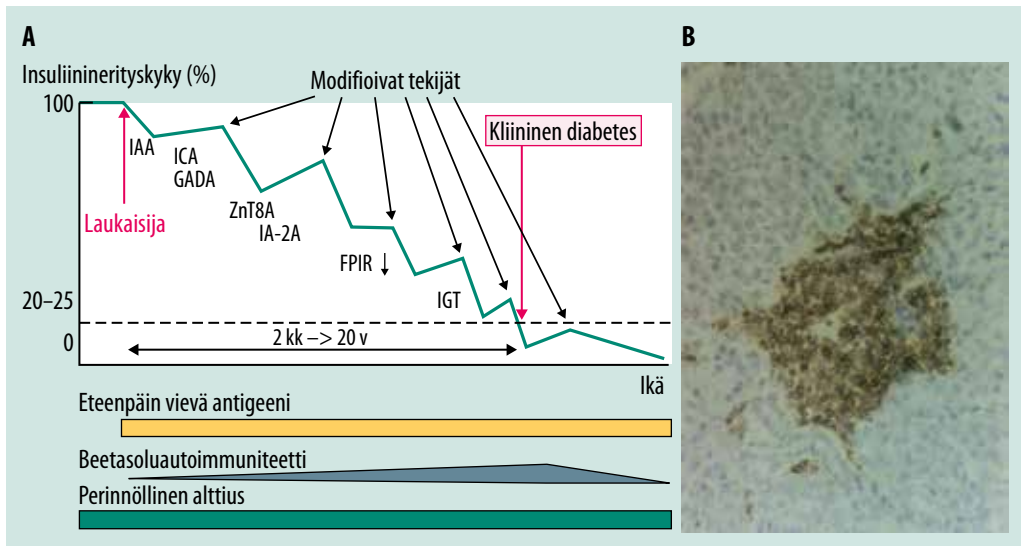 A
Insuliininerityskyky (%)
100
Modifioivat tekijät
Kliininen diabetes
IAA
ICA
GADA
Laukaisija
ZnT8A
IA-2A
FPIR ↓
IGT
20–25
0
2 kk –> 20 v
Ikä
Eteenpäin vievä antigeeni
Beetasoluautoimmuniteetti
Perinnöllinen alttius
B